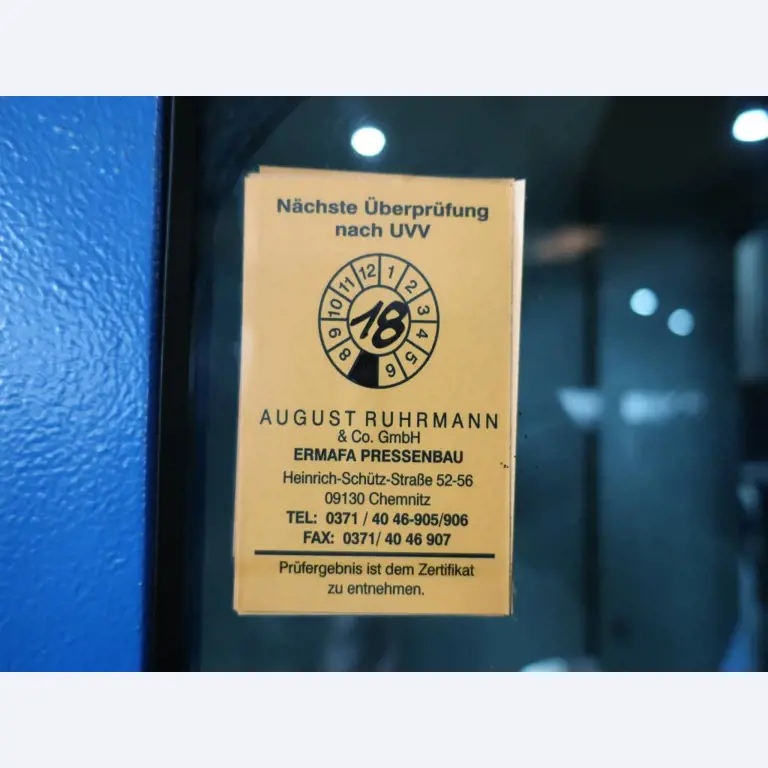 Nächste Überprüfung
nach UVV
12 1 2 3 4 5 6 8 9 10 11
18
AUGUST RUHRMANN
& Co. GmbH
ERMAFA PRESSENBAU
Heinrich-Schütz-Straße 52-56
09130 Chemnitz
TEL: 0371 / 40 46-905/906
FAX: 0371/ 40 46 907
Prüfergebnis ist dem Zertifikat
zu entnehmen.